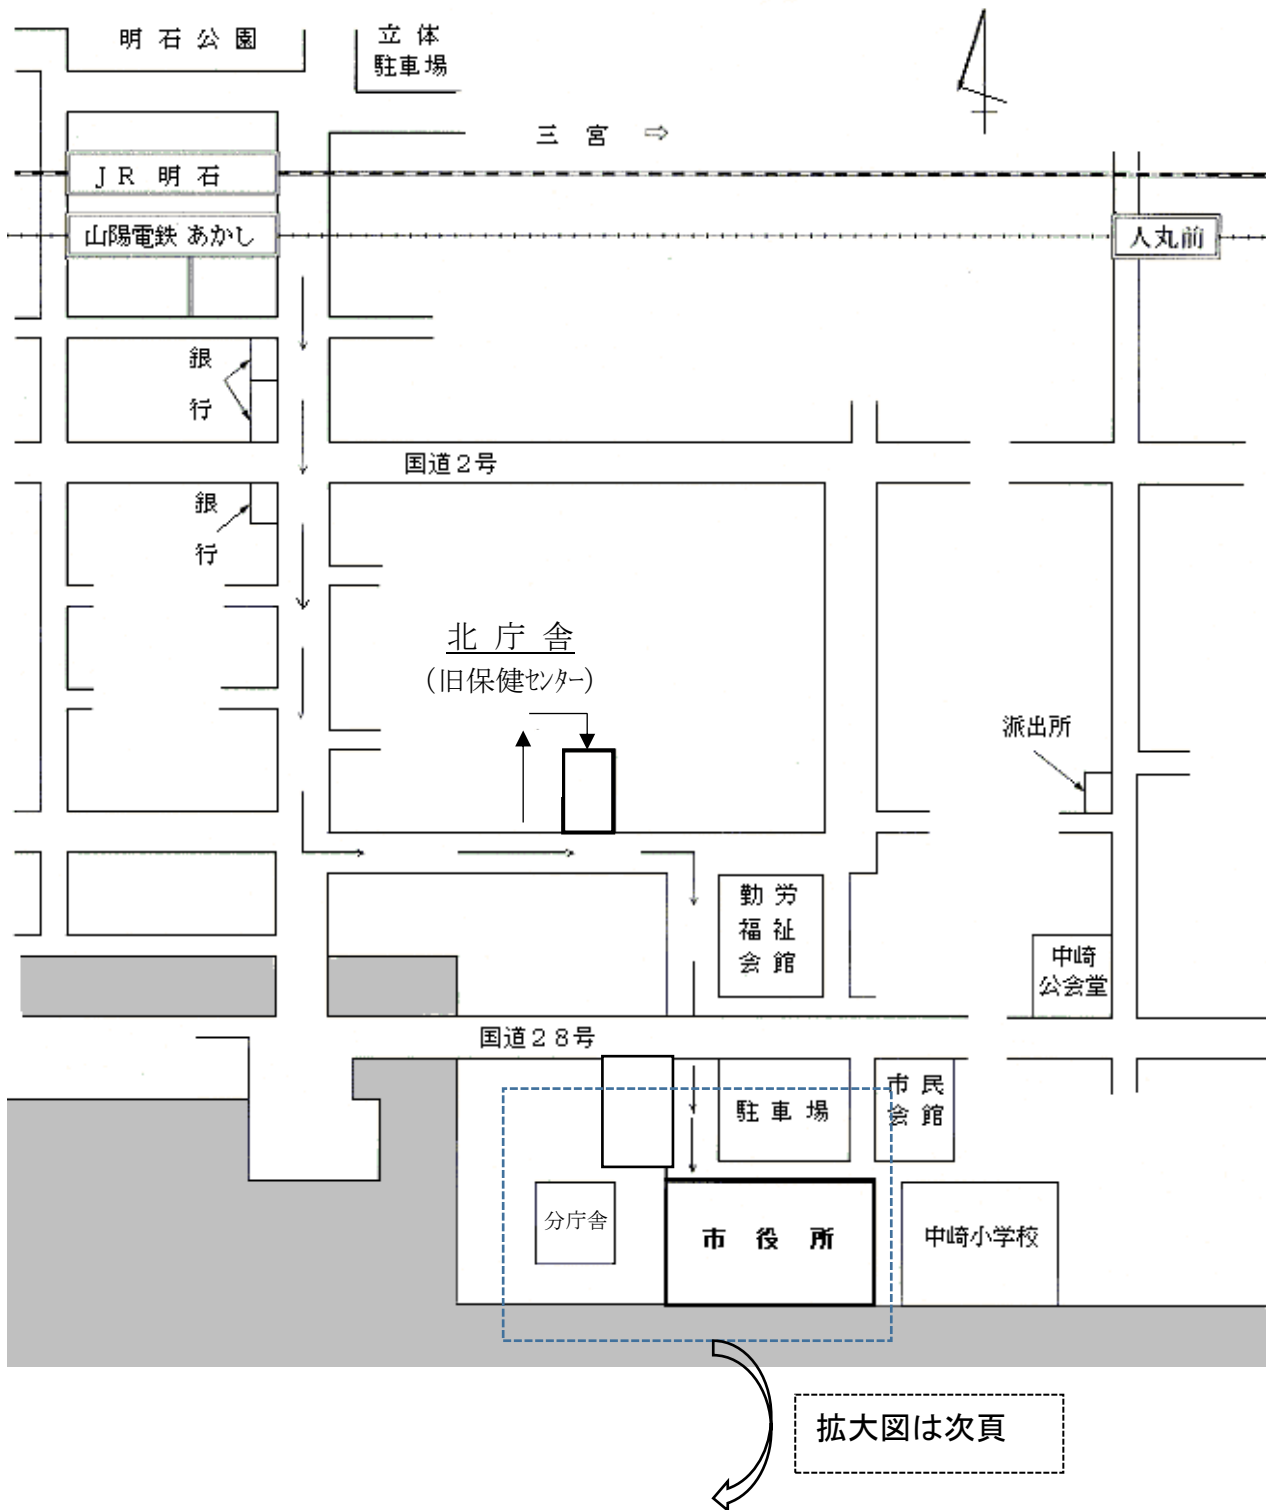 明石公園
立体
駐車場
三宮 ⇨
ＪＲ 明石
山陽電鉄 あかし
人丸前
銀
行
国道２号
銀
行
北庁舎
（旧保健センター）
派出所
勤労
福祉
会館
中崎
公会堂
国道２８号
駐車場
市民
会館
分庁舎
市役所
中崎小学校
拡大図は次頁